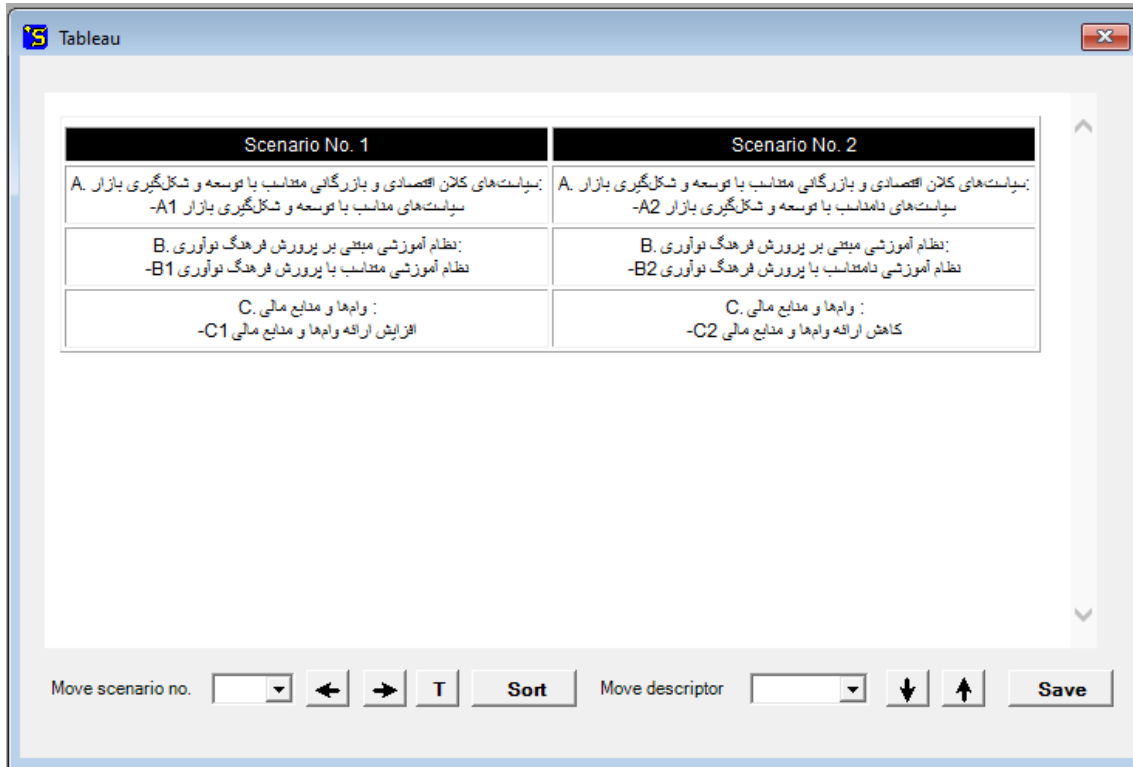 Tableau
Scenario No. 1
Scenario No. 2
A. سیاست‌های کلان اقتصادی و بازرگانی متناسب با توسعه و شکل‌گیری بازار:
-A1 سیاست‌های مناسب با توسعه و شکل‌گیری بازار
A. سیاست‌های کلان اقتصادی و بازرگانی متناسب با توسعه و شکل‌گیری بازار:
-A2 سیاست‌های نامناسب با توسعه و شکل‌گیری بازار
B. نظام آموزشی مبتنی بر پرورش فرهنگ نوآوری:
-B1 نظام آموزشی متناسب با پرورش فرهنگ نوآوری
B. نظام آموزشی مبتنی بر پرورش فرهنگ نوآوری:
-B2 نظام آموزشی نامتناسب با پرورش فرهنگ نوآوری
C. وام‌ها و منابع مالی :
-C1 افزایش ارائه وام‌ها و منابع مالی
C. وام‌ها و منابع مالی :
-C2 کاهش ارائه وام‌ها و منابع مالی
Move scenario no.
T
Sort
Move descriptor
Save